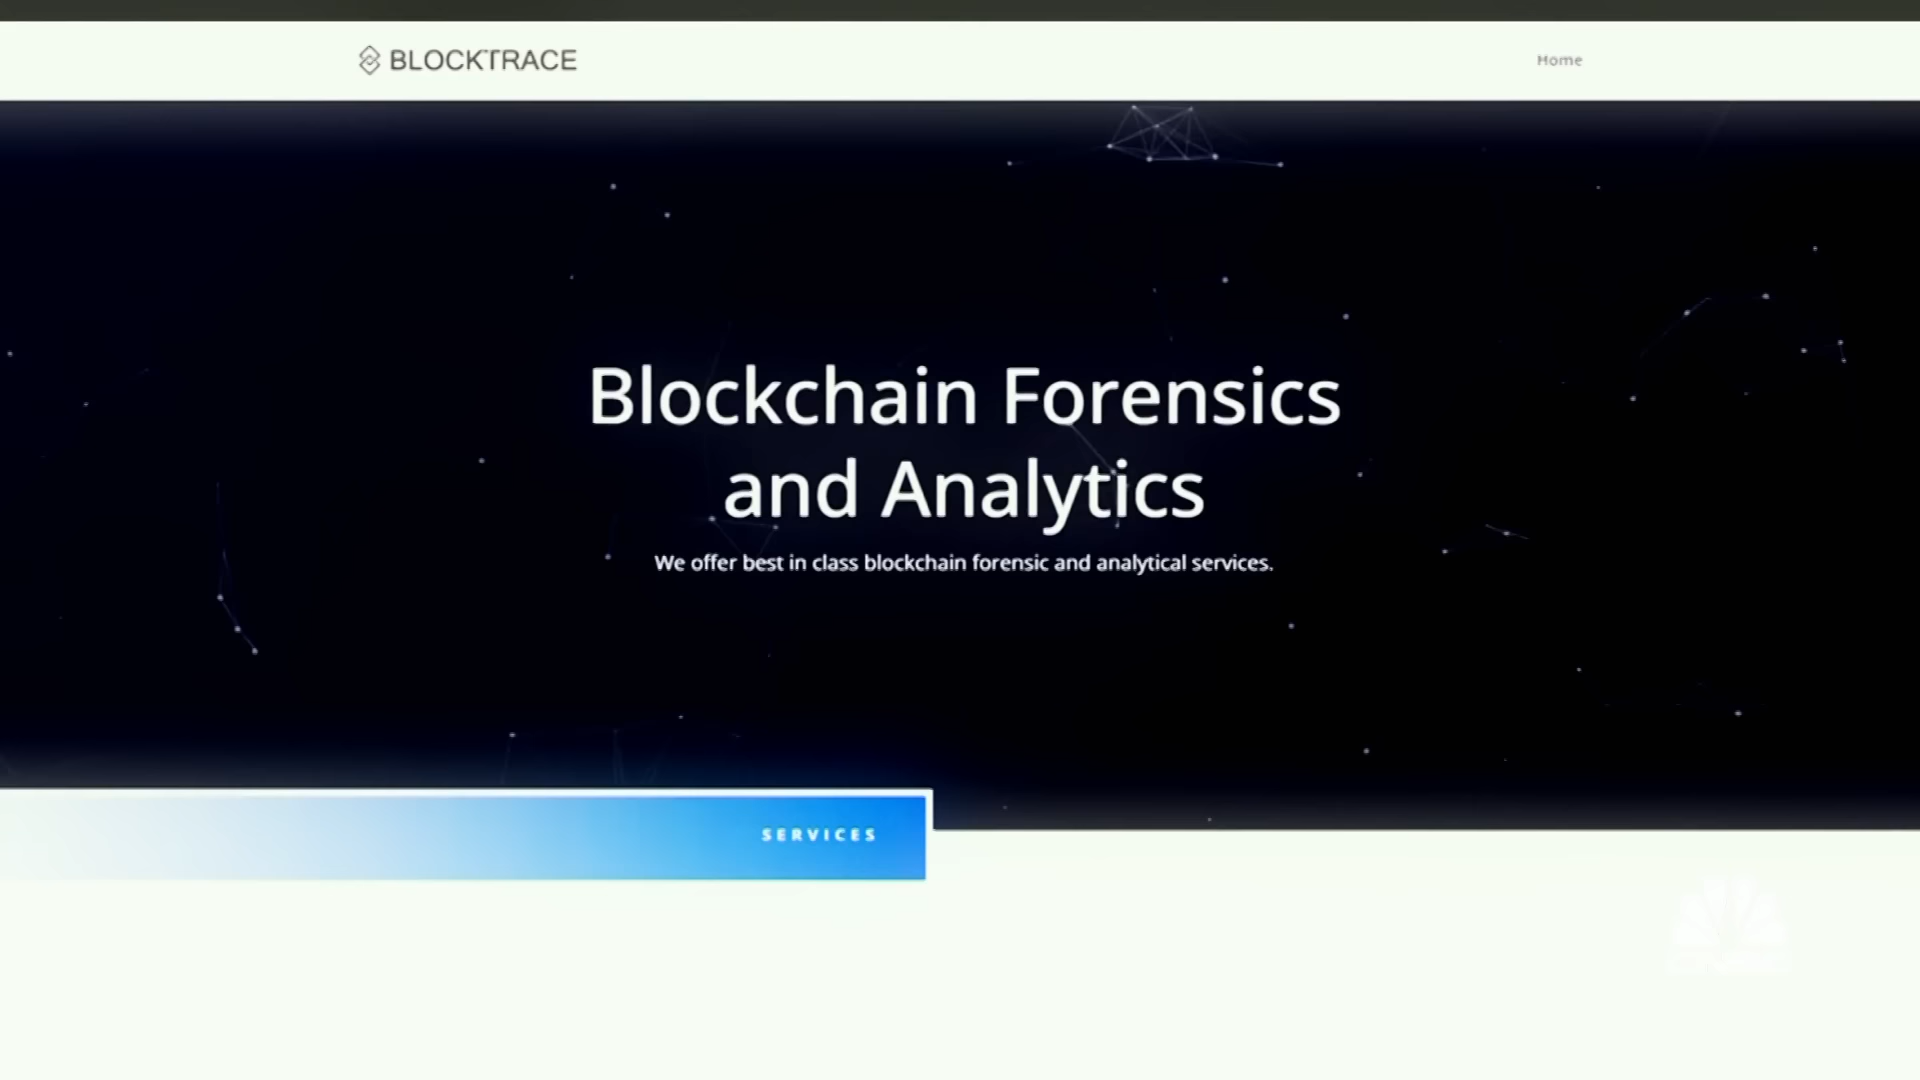 BLOCKTRACE
Home
Blockchain Forensics
and Analytics
We offer best in class blockchain forensic and analytical services.
SERVICES